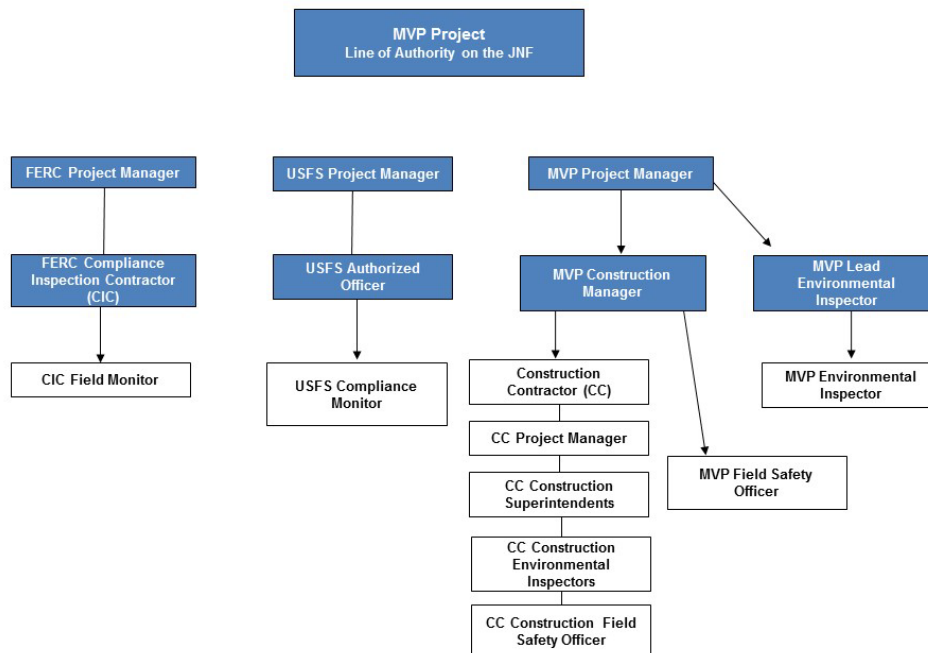 MVP Project
Line of Authority on the JNF
FERC Project Manager
USFS Project Manager
MVP Project Manager
FERC Compliance
Inspection Contractor
(CIC)
USFS Authorized
Officer
MVP Construction
Manager
MVP Lead
Environmental
Inspector
CIC Field Monitor
USFS Compliance
Monitor
Construction
Contractor (CC)
MVP Environmental
Inspector
CC Project Manager
MVP Field Safety
Officer
CC Construction
Superintendents
CC Construction
Environmental
Inspectors
CC Construction Field
Safety Officer